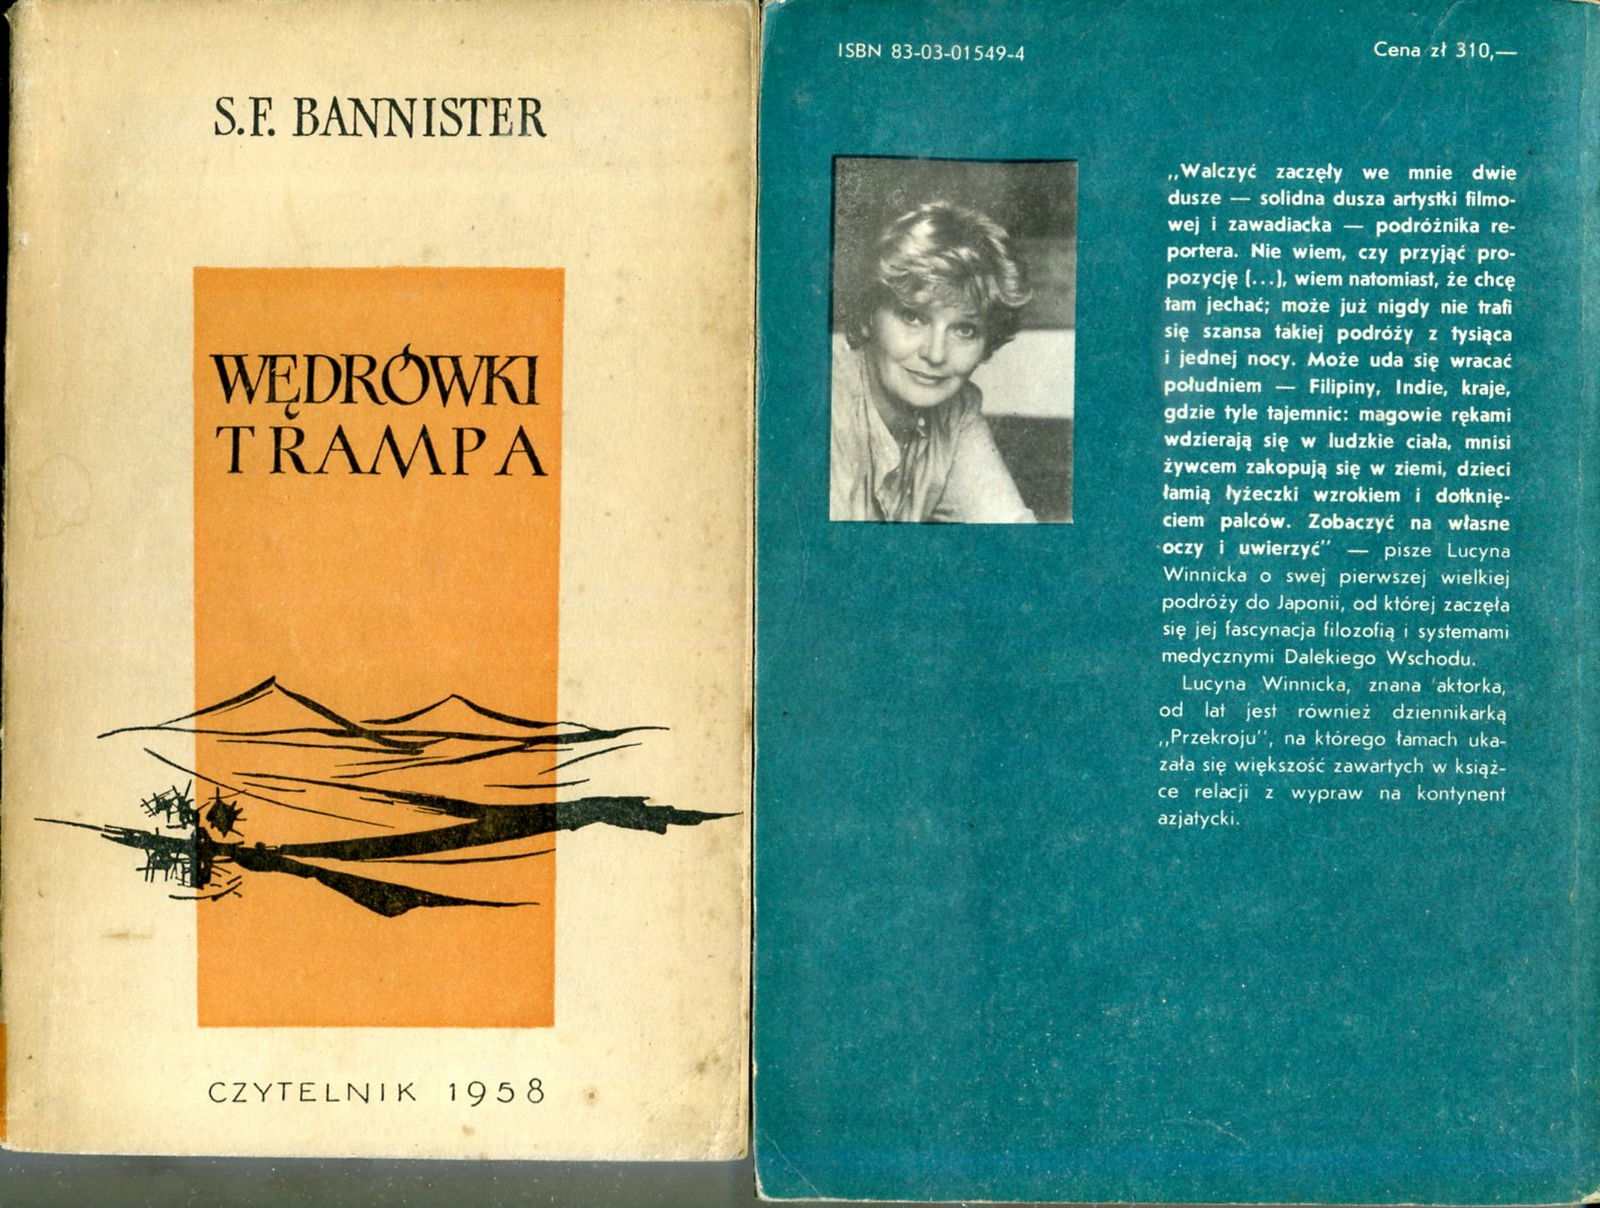 S.F. BANNISTER
WĘDRÓWKI
TRAMPA
CZYTELNIK 1958
ISBN 83-03-01549-4
Cena zł 310,—
„Walczyć zaczęły we mnie dwie
dusze — solidna dusza artystki filmo-
wej i zawadiacka — podróżnika re-
portera. Nie wiem, czy przyjąć pro-
pozycję [...], wiem natomiast, że chcę
tam jechać; może już nigdy nie trafi
się szansa takiej podróży z tysiąca
i jednej nocy. Może uda się wracać
południem — Filipiny, Indie, kraje,
gdzie tyle tajemnic: magowie rękami
wdzierają się w ludzkie ciała, mnisi
żywcem zakopują się w ziemi, dzieci
łamią łyżeczki wzrokiem i dotknię-
ciem palców. Zobaczyć na własne
oczy i uwierzyć" — pisze Lucyna
Winnicka o swej pierwszej wielkiej
podróży do Japonii, od której zaczęła
się jej fascynacja filozofią i systemami
medycznymi Dalekiego Wschodu.
Lucyna Winnicka, znana aktorka,
od lat jest również dziennikarką
„Przekroju", na którego łamach uka-
zała się większość zawartych w książ-
ce relacji z wypraw na kontynent
azjatycki.